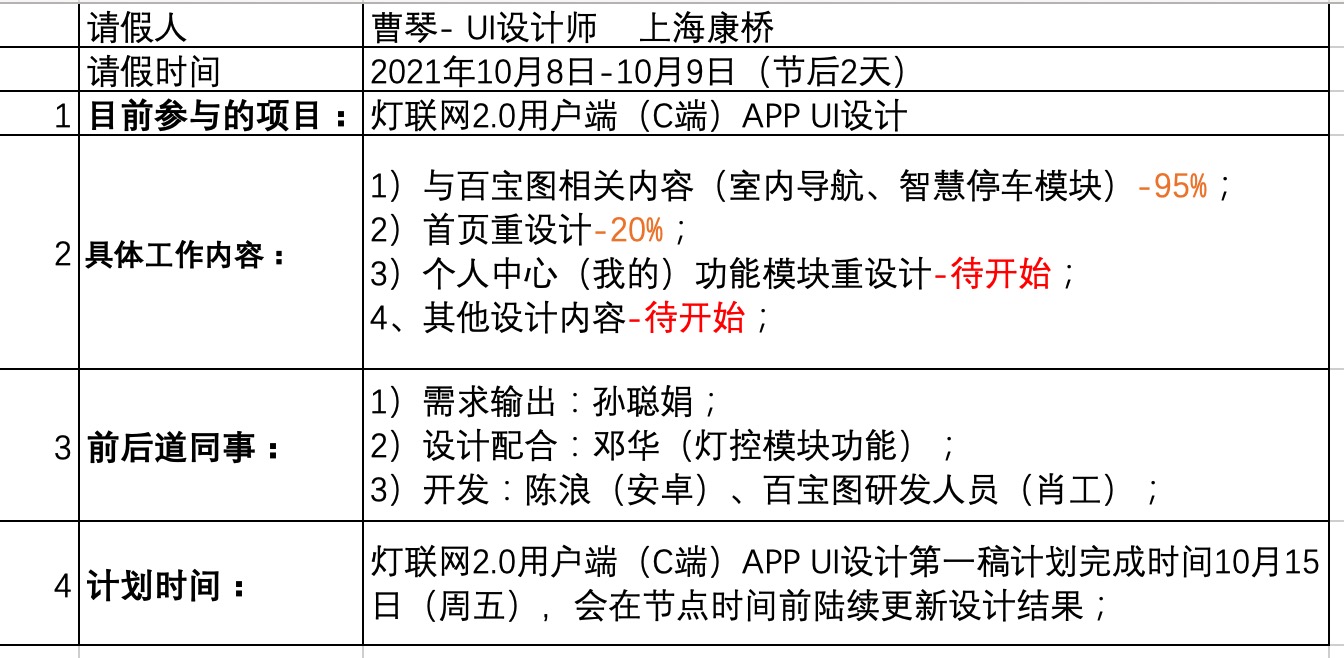 请假人 曹琴- UI设计师 上海康桥
请假时间 2021年10月8日-10月9日（节后2天）
1 目前参与的项目： 灯联网2.0用户端（C端）APP UI设计
2 具体工作内容：
1）与百宝图相关内容（室内导航、智慧停车模块）-95%；
2）首页重设计-20%；
3）个人中心（我的）功能模块重设计-待开始；
4、其他设计内容-待开始；
3 前后道同事：
1）需求输出：孙聪娟；
2）设计配合：邓华（灯控模块功能）；
3）开发：陈浪（安卓）、百宝图研发人员（肖工）；
4 计划时间：
灯联网2.0用户端（C端）APP UI设计第一稿计划完成时间10月15
日（周五），会在节点时间前陆续更新设计结果；